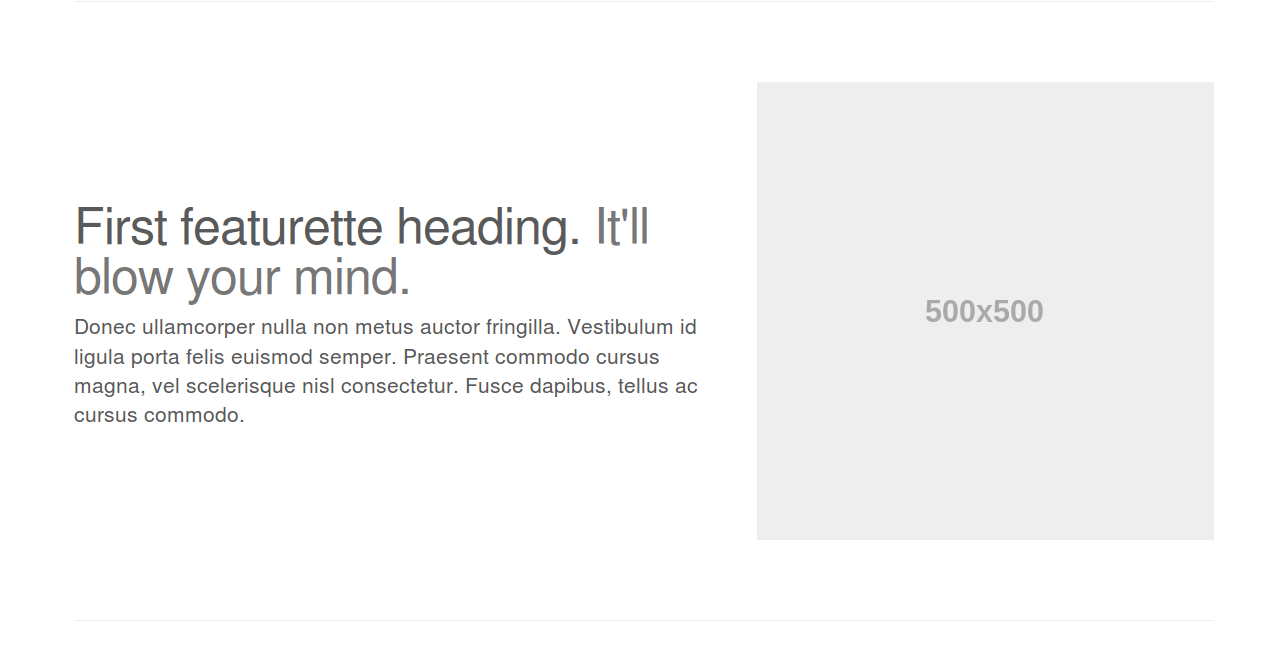 First featurette heading. It'll
blow your mind.
Donec ullamcorper nulla non metus auctor fringilla. Vestibulum id
ligula porta felis euismod semper. Praesent commodo cursus
magna, vel scelerisque nisl consectetur. Fusce dapibus, tellus ac
cursus commodo.
500x500